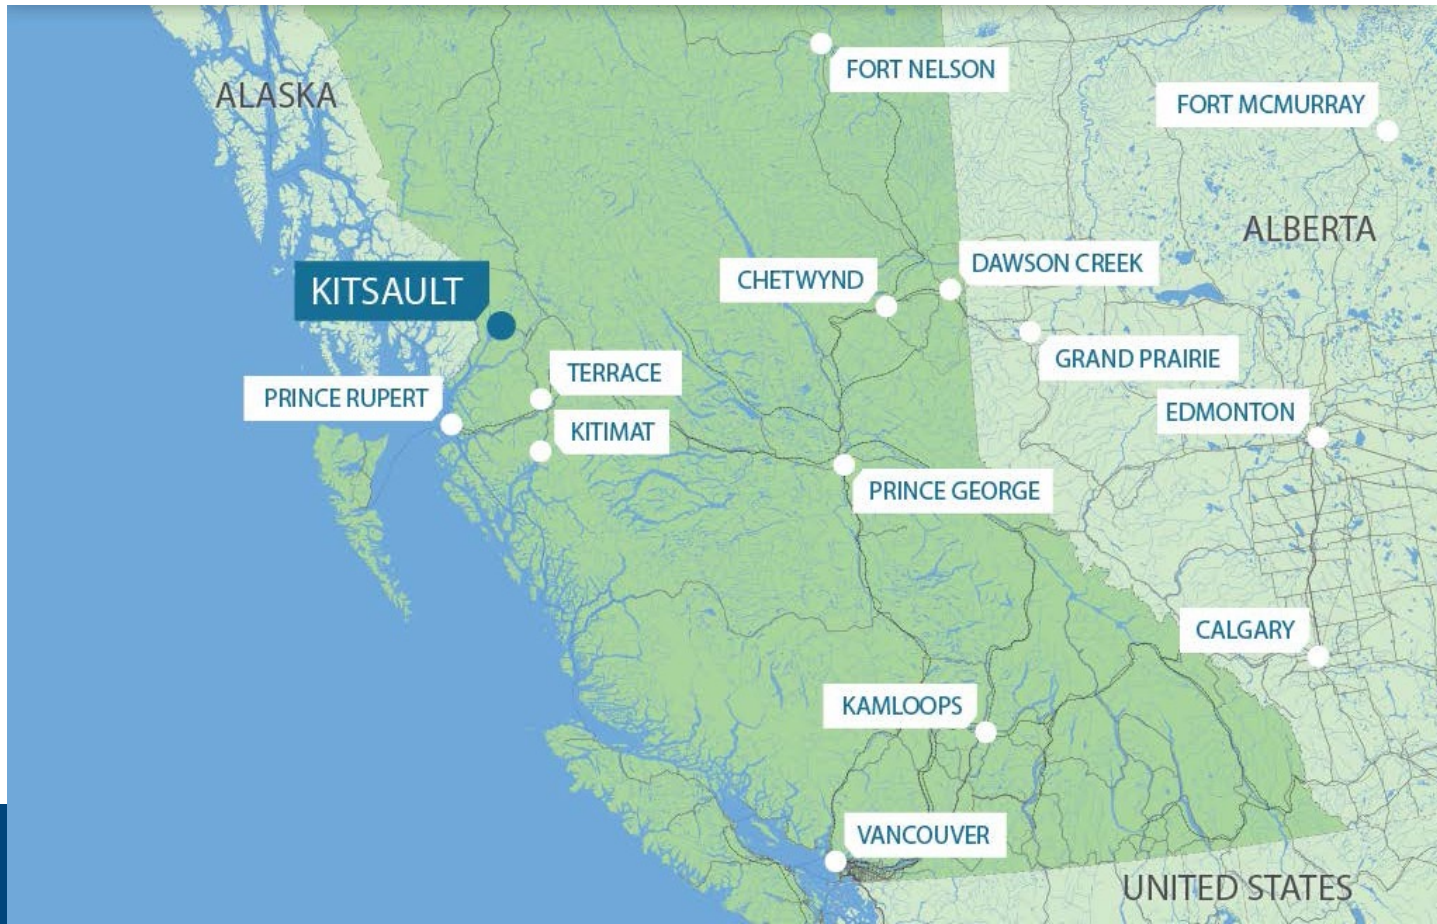 FORT NELSON
ALASKA
FORT MCMURRAY
ALBERTA
DAWSON CREEK
CHETWYND
KITSAULT
GRAND PRAIRIE
TERRACE
PRINCE RUPERT
EDMONTON
KITIMAT
PRINCE GEORGE
CALGARY
KAMLOOPS
VANCOUVER
UNITED STATES